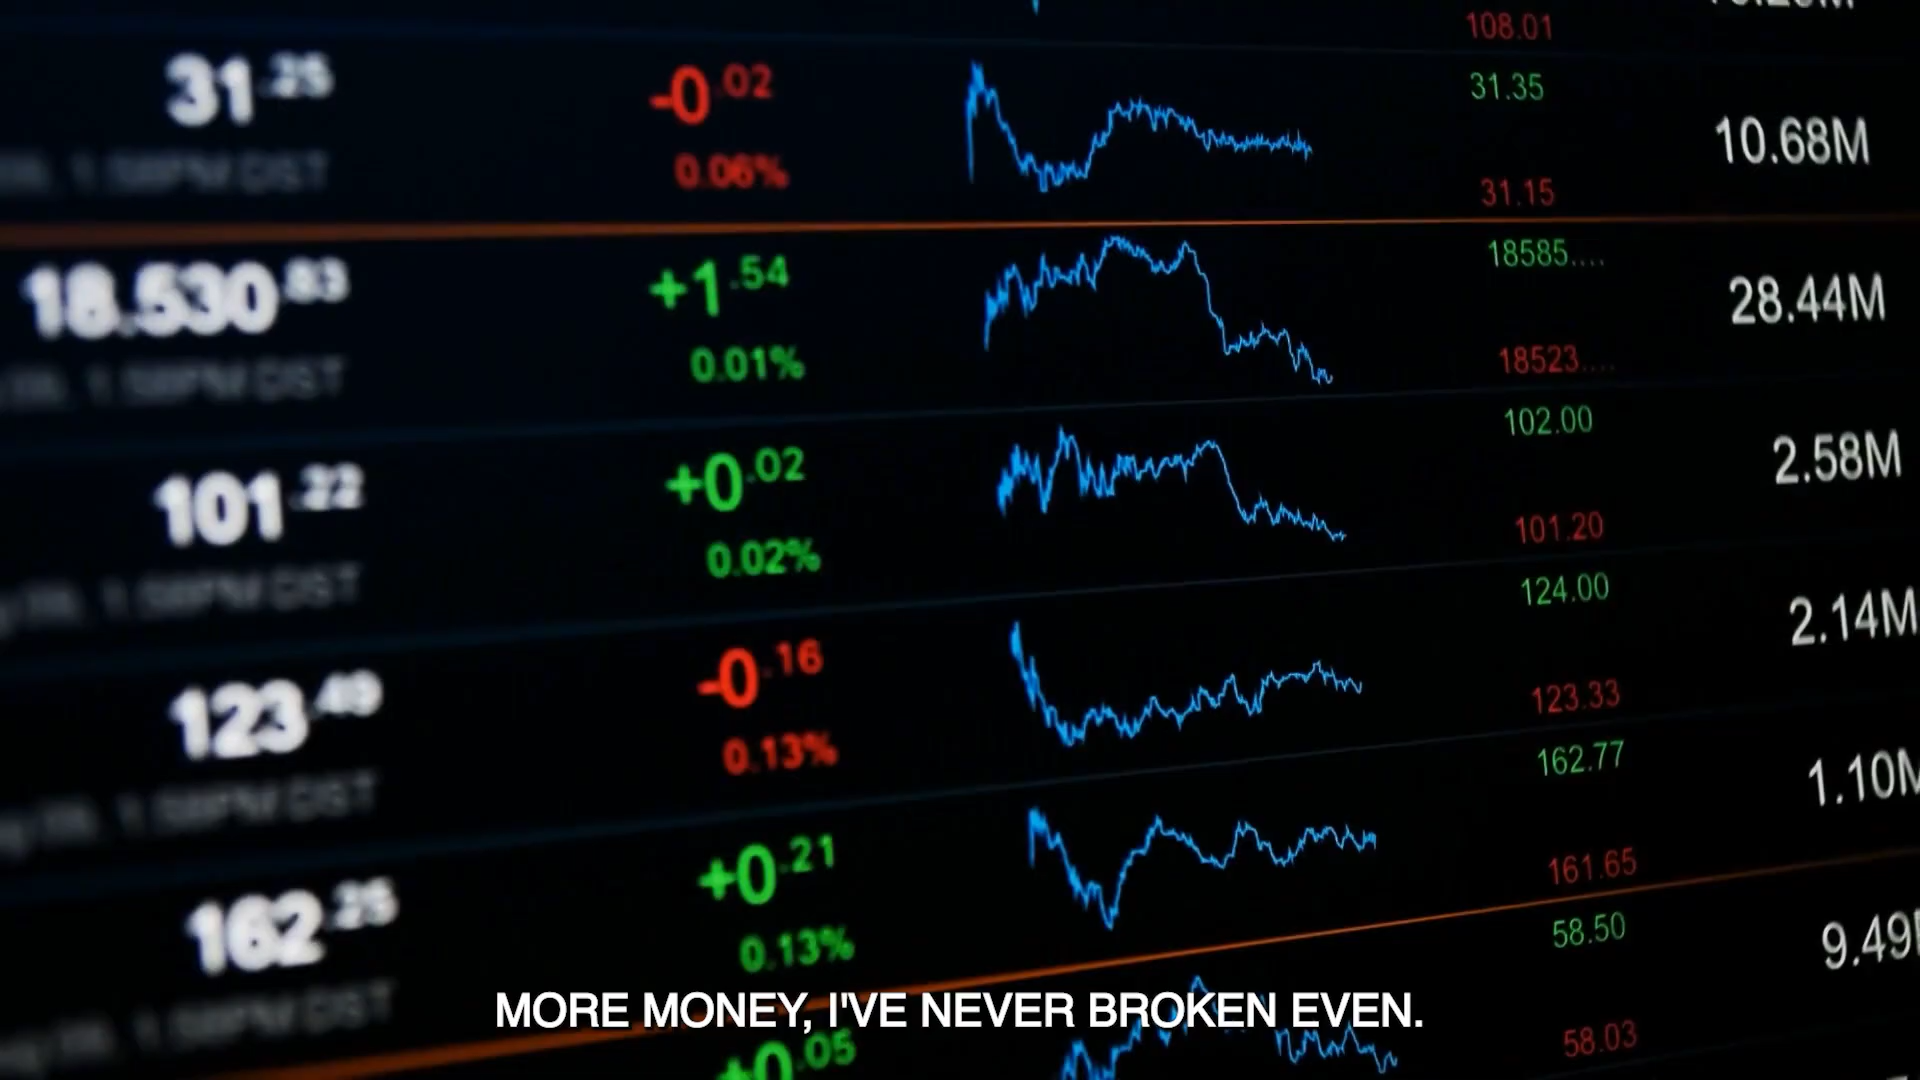 108.01
31.25 -0.02 31.35 10.68M
0.06% 31.15
18.530.83 +1.54 18585.... 28.44M
0.01% 18523....
101.22 +0.02 102.00 2.58M
0.02% 101.20
123.49 -0.16 124.00 2.14M
0.13% 123.33
162.25 +0.21 162.77 1.10M
0.13% 161.65
58.50 9.49
MORE MONEY, I'VE NEVER BROKEN EVEN.
+0.05 58.03